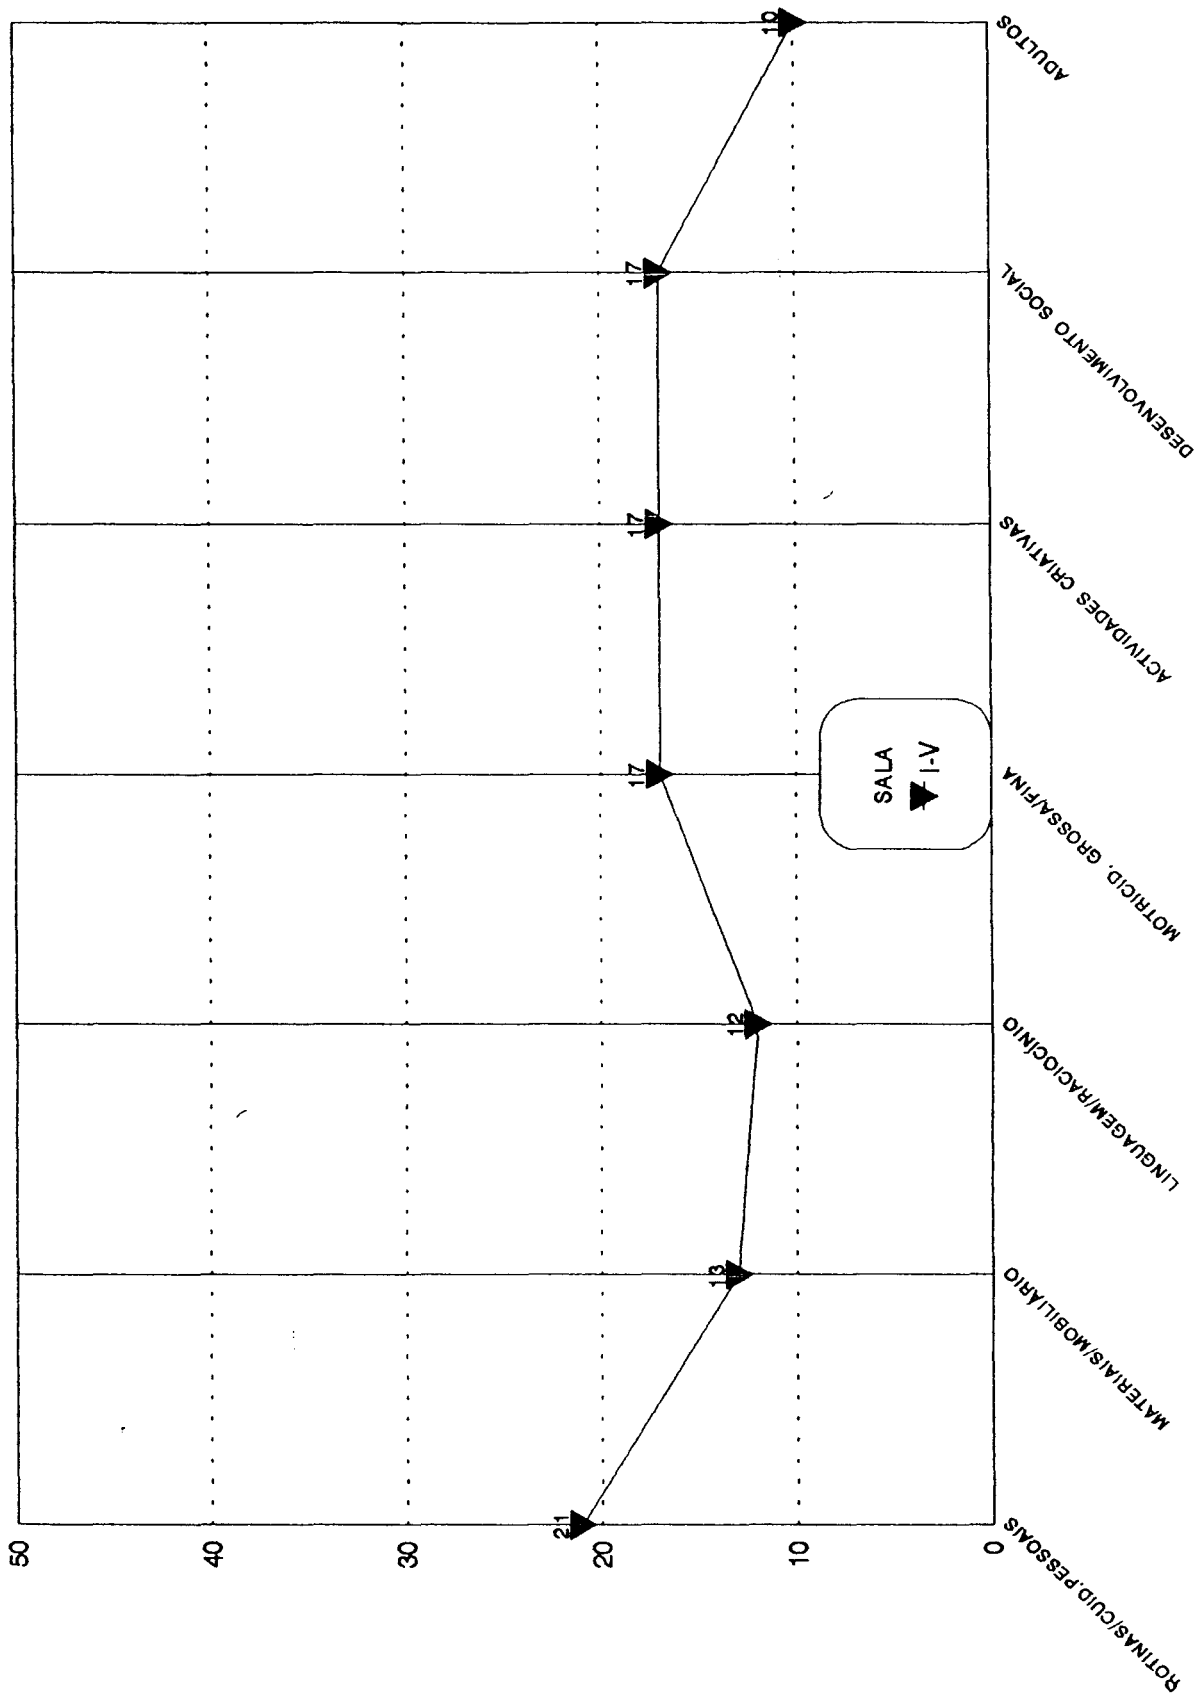 50
40
30
20
10
0
21
13
12
17
17
17
10
SALA
I-V
ROTINAS/CUID.PESSOAIS
MATERIAIS/MOBILIÁRIO
LINGUAGEM/RACIOCÍNIO
MOTRICID. GROSSA/FINA
ACTIVIDADES CRIATIVAS
DESENVOLVIMENTO SOCIAL
ADULTOS